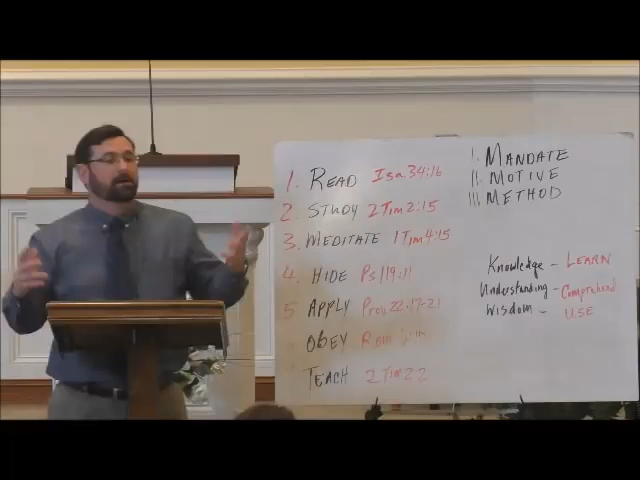 1. READ Isa. 34:16
2. STUDY 2 Tim 2:15
3. MEDITATE 1 Tim 4:15
4. HIDE Ps 119:11
5 APPLY Prov 22:17-21
OBEY Rom
TEACH 2 Tim 2 2
I. MANDATE
II. MOTIVE
III. METHOD
Knowledge - LEARN
Understanding - Comprehend
Wisdom - USE